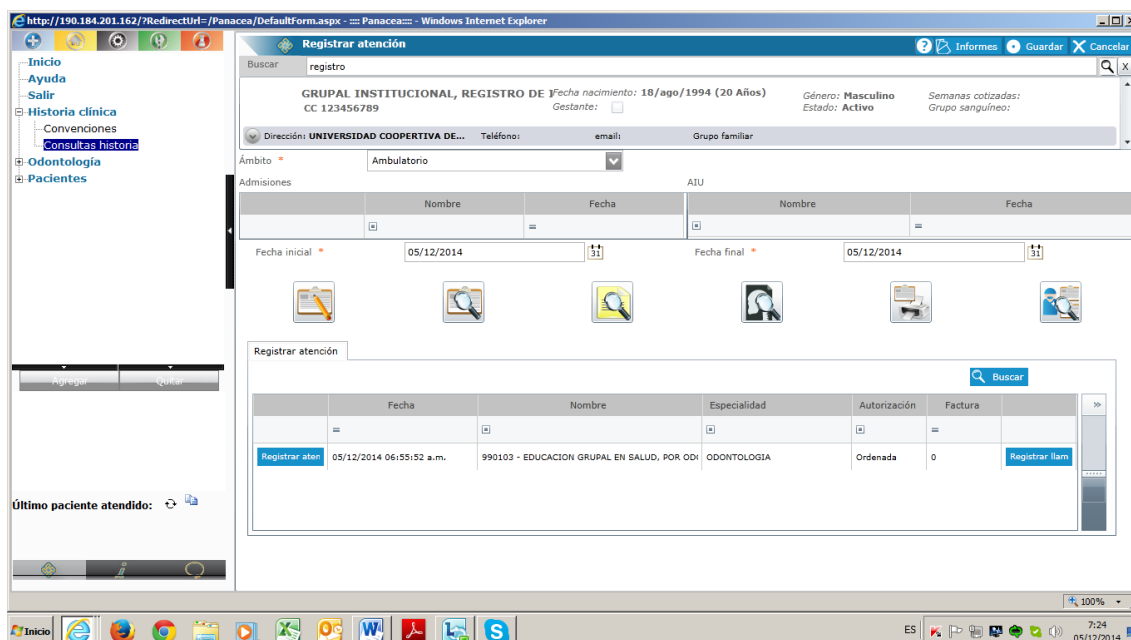 http://190.184.201.162/?RedirectUrl=/Panacea/DefaultForm.aspx - :::: Panacea:::: - Windows Internet Explorer
Registrar atención
Informes
Guardar
Cancelar
Inicio
Ayuda
Salir
Historia clínica
Convenciones
Consultas historia
Odontología
Pacientes
Agregar
Quitar
Último paciente atendido:
Buscar registro
GRUPAL INSTITUCIONAL, REGISTRO DE
Fecha nacimiento: 18/ago/1994 (20 Años)
Género: Masculino
Semanas cotizadas:
CC 123456789
Gestante:
Estado: Activo
Grupo sanguíneo:
Dirección: UNIVERSIDAD COOPERTIVA DE... Teléfono: email: Grupo familiar
Ámbito * Ambulatorio
Admisiones AIU
Nombre Fecha Nombre Fecha
= =
Fecha inicial * 05/12/2014 31 Fecha final * 05/12/2014 31
Registrar atención
Buscar
Fecha Nombre Especialidad Autorización Factura »
= =
Registrar aten 05/12/2014 06:55:52 a.m. 990103 - EDUCACION GRUPAL EN SALUD, POR ODO ODONTOLOGIA Ordenada 0 Registrar llam
100%
Inicio
ES
7:24
05/12/2014